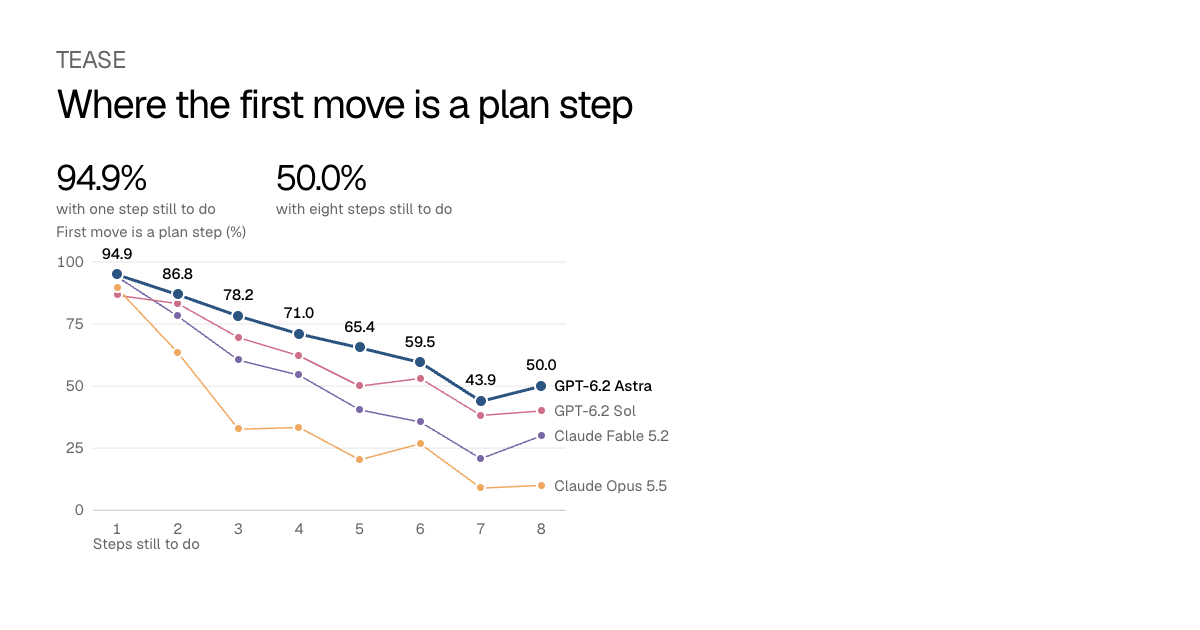 TEASE
Where the first move is a plan step
94.9% 50.0%
with one step still to do with eight steps still to do
First move is a plan step (%)
94.9
100
86.8
78.2
75
71.0
65.4
59.5
50.0
43.9
50
GPT-6.2 Astra
GPT-6.2 Sol
Claude Fable 5.2
25
Claude Opus 5.5
0
1 2 3 4 5 6 7 8
Steps still to do